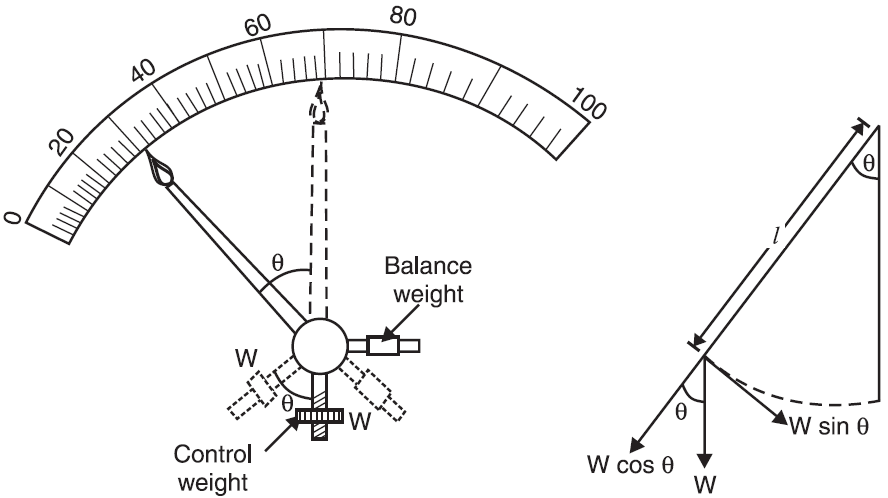 0
20
40
60
80
100
θ
Balance
weight
W
θ
W
Control
weight
θ
l
θ
W sin θ
W cos θ
W